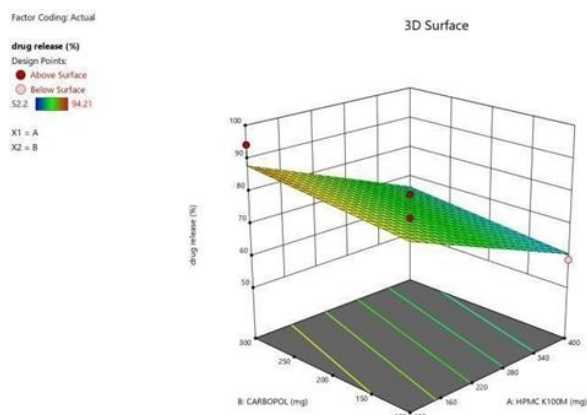 Factor Coding: Actual
3D Surface
drug release (%)
Design Points:
Above Surface
Below Surface
52.2 94.21
X1 = A
X2 = B
100
90
80
70
60
50
drug release (%)
300
250
200
150
160
220
280
340
400
B: CARBOPOL (mg)
A: HPMC K100M (mg)